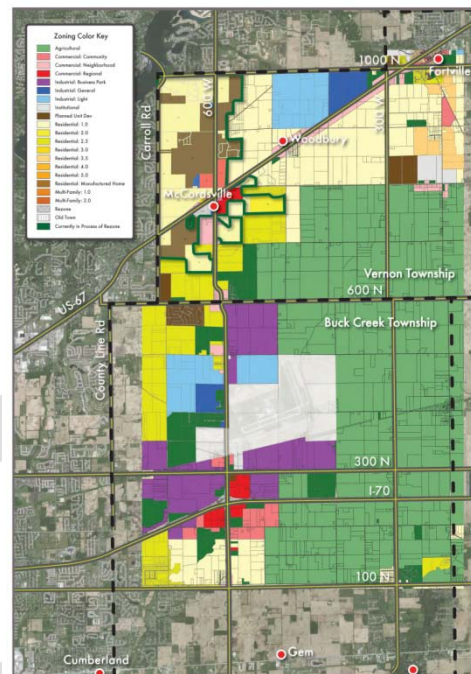 Zoning Color Key
Agricultural
Commercial: Community
Commercial: Neighborhood
Commercial: Regional
Industrial: Business Park
Industrial: General
Industrial: Light
Institutional
Planned Unit Dev
Residential: 1.0
Residential: 2.0
Residential: 2.5
Residential: 3.0
Residential: 3.5
Residential: 4.0
Residential: 5.0
Residential: Manufactured Home
Multi-Family: 1.0
Multi-Family: 2.0
Rezone
Old Town
Currently in Process of Rezone
1000 N
Fortville
Carroll Rd
600 W
300 W
Woodbury
McCordsville
Vernon Township
600 N
US-67
Buck Creek Township
County Line Rd
300 N
I-70
100 N
Cumberland
Gem